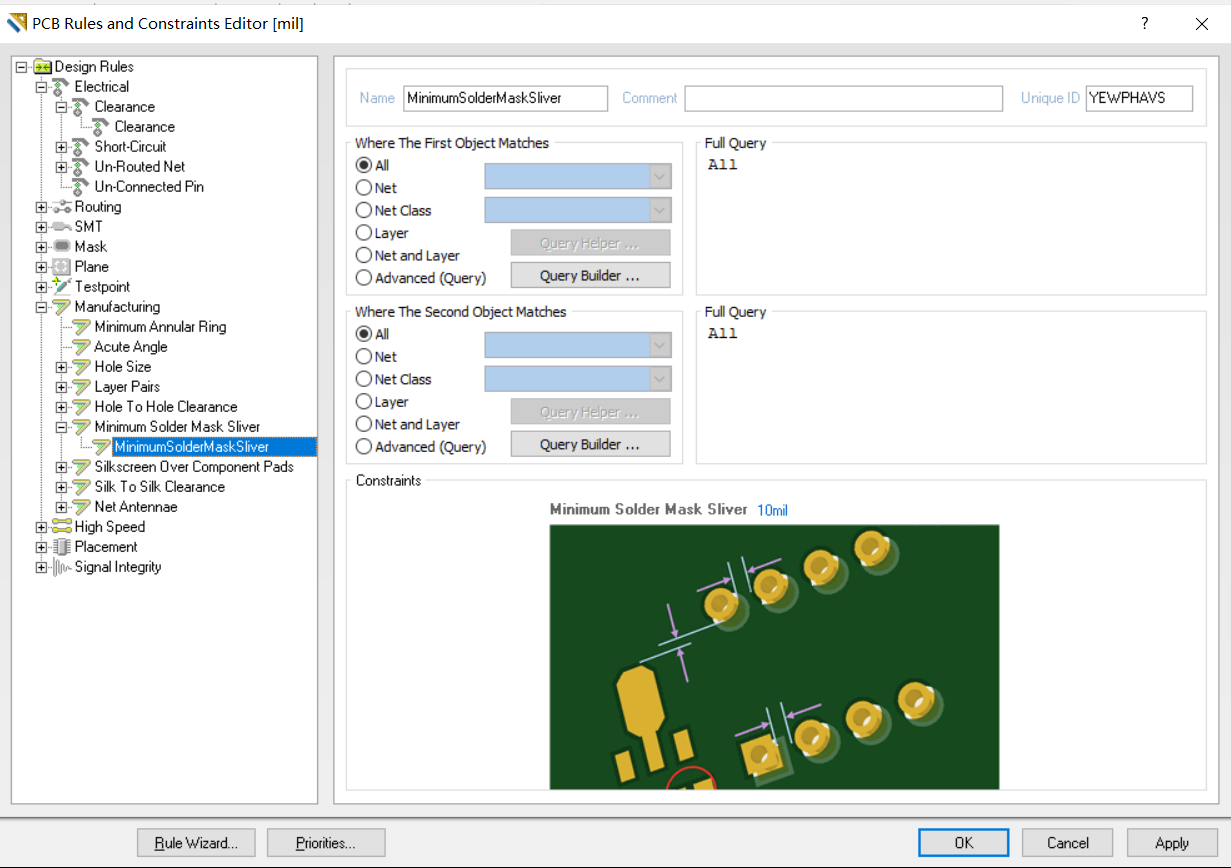 PCB Rules and Constraints Editor [mil]
?
Design Rules
Electrical
Clearance
Clearance
Short-Circuit
Un-Routed Net
Un-Connected Pin
Routing
SMT
Mask
Plane
Testpoint
Manufacturing
Minimum Annular Ring
Acute Angle
Hole Size
Layer Pairs
Hole To Hole Clearance
Minimum Solder Mask Sliver
MinimumSolderMaskSliver
Silkscreen Over Component Pads
Silk To Silk Clearance
Net Antennae
High Speed
Placement
Signal Integrity
Name MinimumSolderMaskSliver Comment Unique ID YEWPHAVS
Where The First Object Matches
All
Net
Net Class
Layer
Net and Layer
Advanced (Query)
Query Helper ...
Query Builder ...
Full Query
All
Where The Second Object Matches
All
Net
Net Class
Layer
Net and Layer
Advanced (Query)
Query Helper ...
Query Builder ...
Full Query
All
Constraints
Minimum Solder Mask Sliver 10mil
Rule Wizard... Priorities... OK Cancel Apply